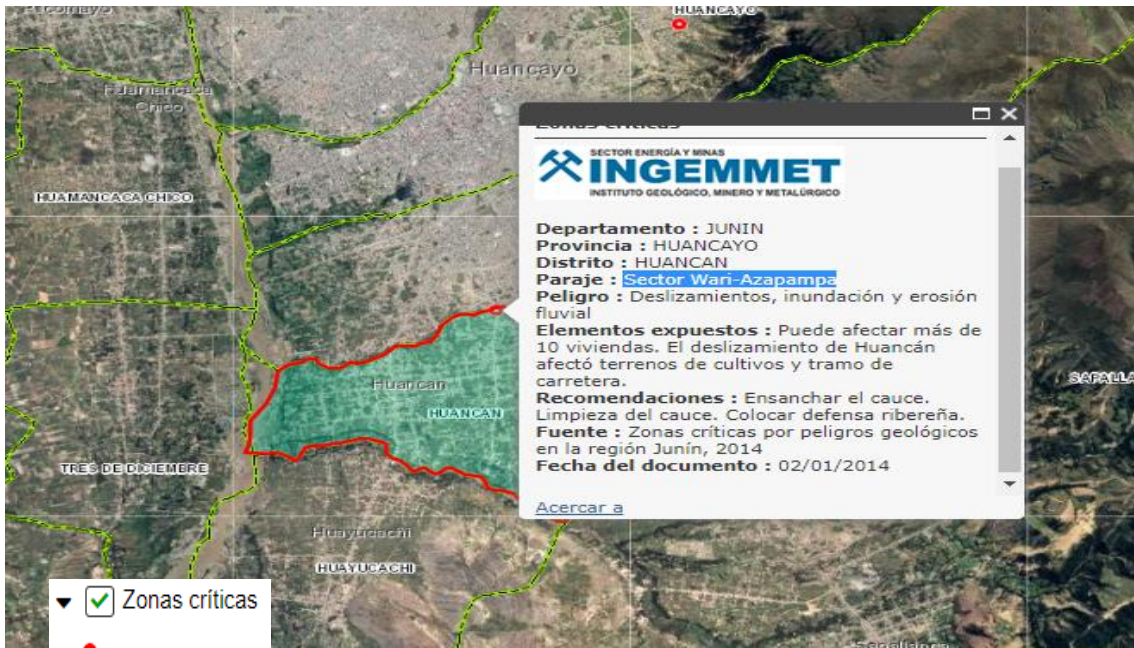 HUANCAYO
Huancayo
Huamancaca
Chico
HUAMANCACA CHICO
Zonas críticas
SECTOR ENERGÍA Y MINAS
INGEMMET
INSTITUTO GEOLÓGICO, MINERO Y METALÚRGICO
Departamento : JUNIN
Provincia : HUANCAYO
Distrito : HUANCAN
Paraje : Sector Wari-Azapampa
Peligro : Deslizamientos, inundación y erosión
fluvial
Elementos expuestos : Puede afectar más de
10 viviendas. El deslizamiento de Huancán
afectó terrenos de cultivos y tramo de
carretera.
Recomendaciones : Ensanchar el cauce.
Limpieza del cauce. Colocar defensa ribereña.
Fuente : Zonas críticas por peligros geológicos
en la región Junín, 2014
Fecha del documento : 02/01/2014
Acercar a
Huancan
HUANCAN
TRES DE DICIEMBRE
Huayucachi
HUAYUCACHI
Zonas críticas